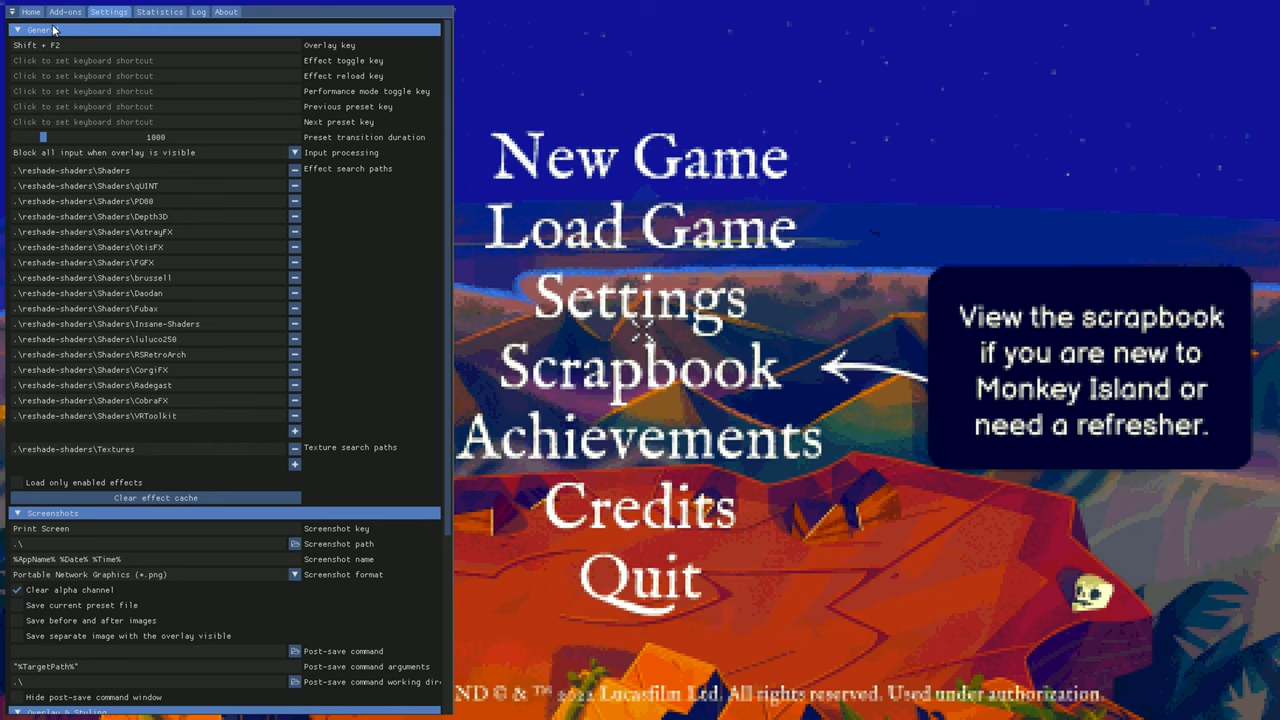 Home Add-ons Settings Statistics Log About
General
Shift + F2 Overlay key
Click to set keyboard shortcut Effect toggle key
Click to set keyboard shortcut Effect reload key
Click to set keyboard shortcut Performance mode toggle key
Click to set keyboard shortcut Previous preset key
Click to set keyboard shortcut Next preset key
1000 Preset transition duration
Block all input when overlay is visible Input processing
Effect search paths
.\reshade-shaders\Shaders
.\reshade-shaders\Shaders\qUINT
.\reshade-shaders\Shaders\PD80
.\reshade-shaders\Shaders\Depth3D
.\reshade-shaders\Shaders\AstrayFX
.\reshade-shaders\Shaders\OtisFX
.\reshade-shaders\Shaders\FGFX
.\reshade-shaders\Shaders\brussell
.\reshade-shaders\Shaders\Daodan
.\reshade-shaders\Shaders\Fubax
.\reshade-shaders\Shaders\Insane-Shaders
.\reshade-shaders\Shaders\luluco250
.\reshade-shaders\Shaders\RSRetroArch
.\reshade-shaders\Shaders\CorgiFX
.\reshade-shaders\Shaders\Radegast
.\reshade-shaders\Shaders\CobraFX
.\reshade-shaders\Shaders\VRToolkit
.\reshade-shaders\Textures Texture search paths
Load only enabled effects
Clear effect cache
Screenshots
Print Screen Screenshot key
.\ Screenshot path
%AppName% %Date% %Time% Screenshot name
Portable Network Graphics (*.png) Screenshot format
Clear alpha channel
Save current preset file
Save before and after images
Save separate image with the overlay visible
Post-save command
"%TargetPath%" Post-save command arguments
.\ Post-save command working dire
Hide post-save command window
Overlay & Styling
New Game
Load Game
Settings
Scrapbook
Achievements
Credits
Quit
View the scrapbook
if you are new to
Monkey Island or
need a refresher.
ND © & ™ 2022 Lucasfilm Ltd. All rights reserved. Used under authorization.